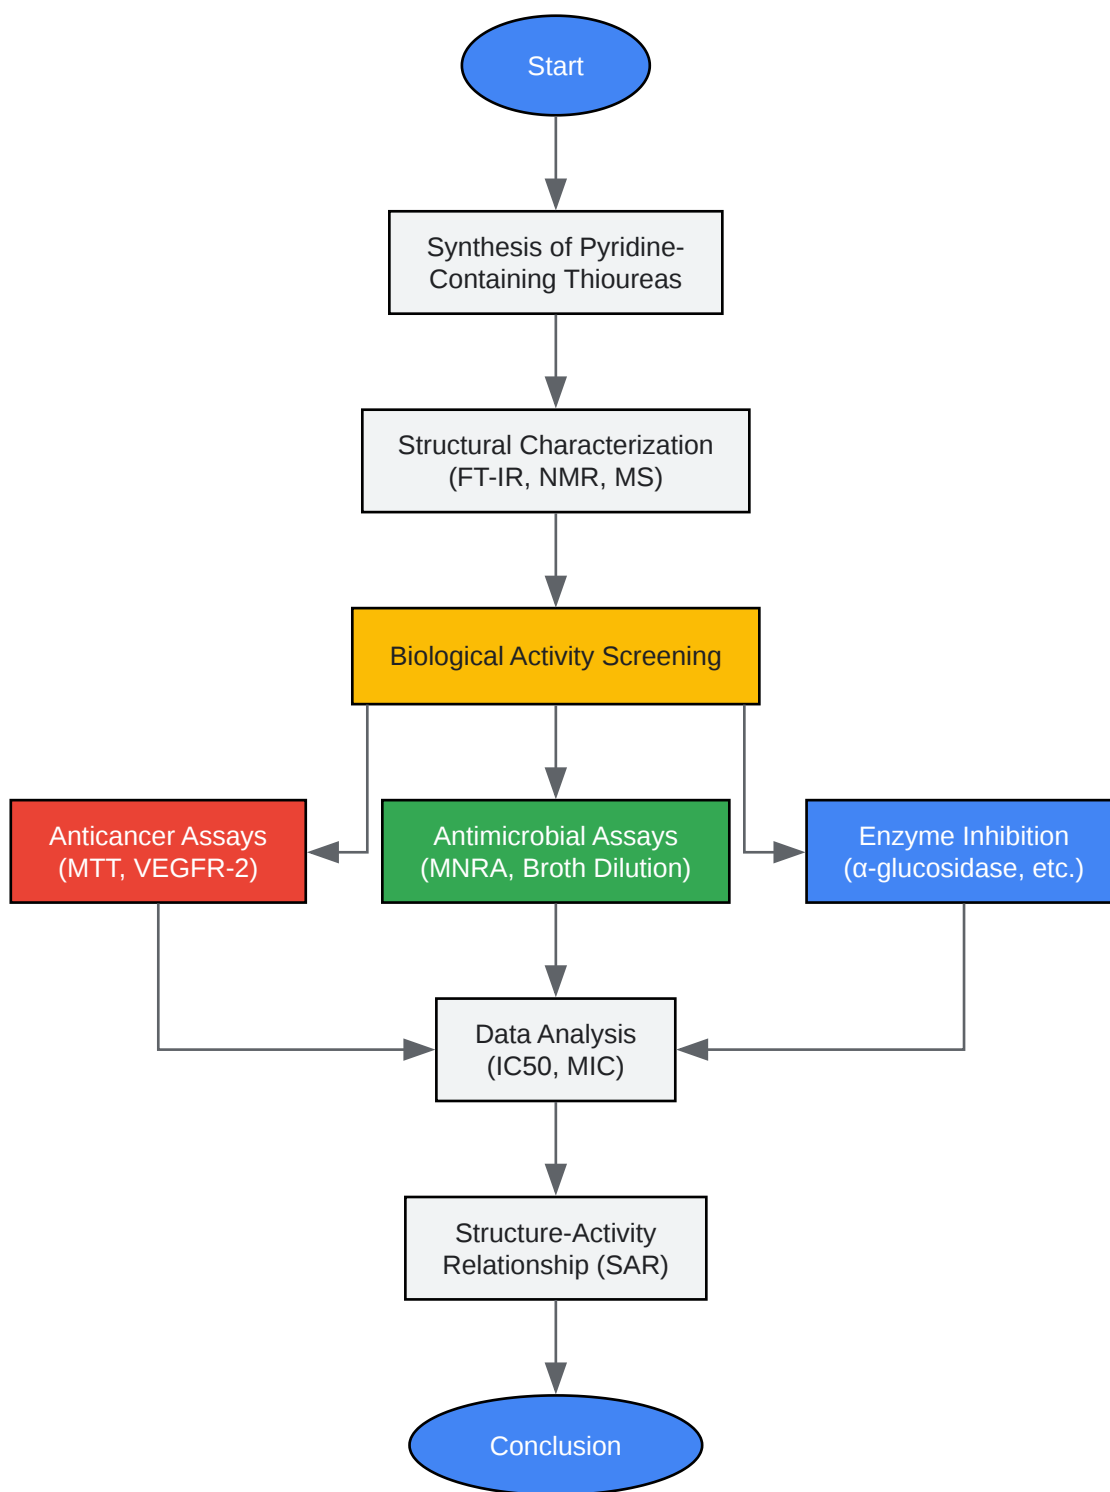 Start
Synthesis of Pyridine-
Containing Thioureas
Structural Characterization
(FT-IR, NMR, MS)
Biological Activity Screening
Anticancer Assays
(MTT, VEGFR-2)
Antimicrobial Assays
(MNRA, Broth Dilution)
Enzyme Inhibition
(α-glucosidase, etc.)
Data Analysis
(IC50, MIC)
Structure-Activity
Relationship (SAR)
Conclusion